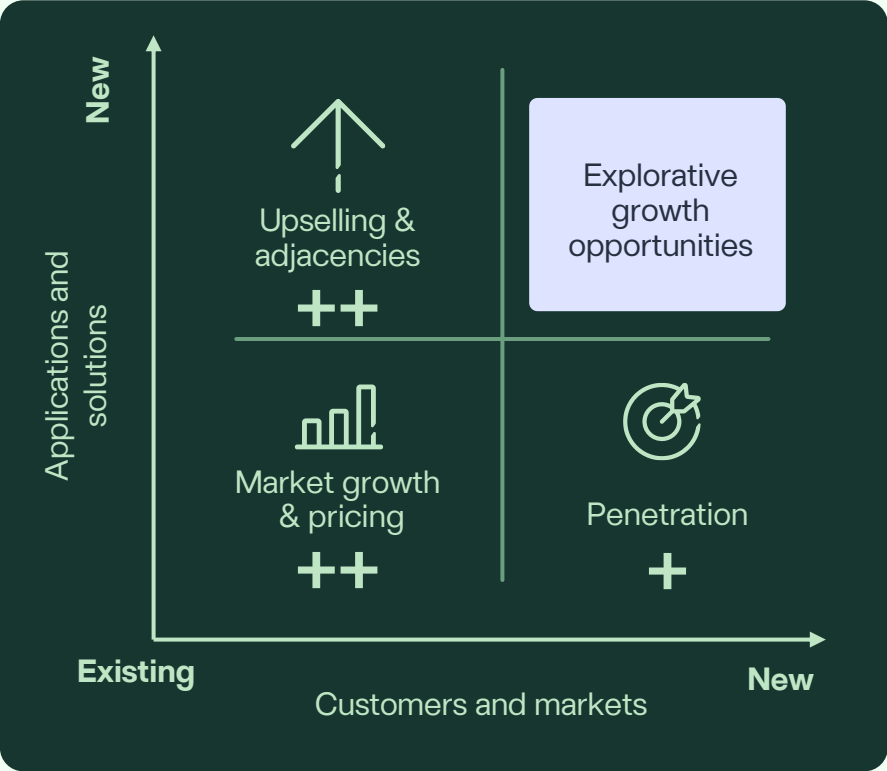 New
Applications and
solutions
Upselling &
adjacencies
++
Explorative
growth
opportunities
Market growth
& pricing
++
Penetration
+
Existing
New
Customers and markets